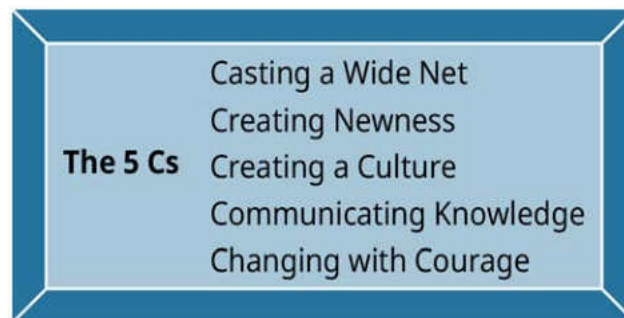 The 5 Cs
Casting a Wide Net
Creating Newness
Creating a Culture
Communicating Knowledge
Changing with Courage